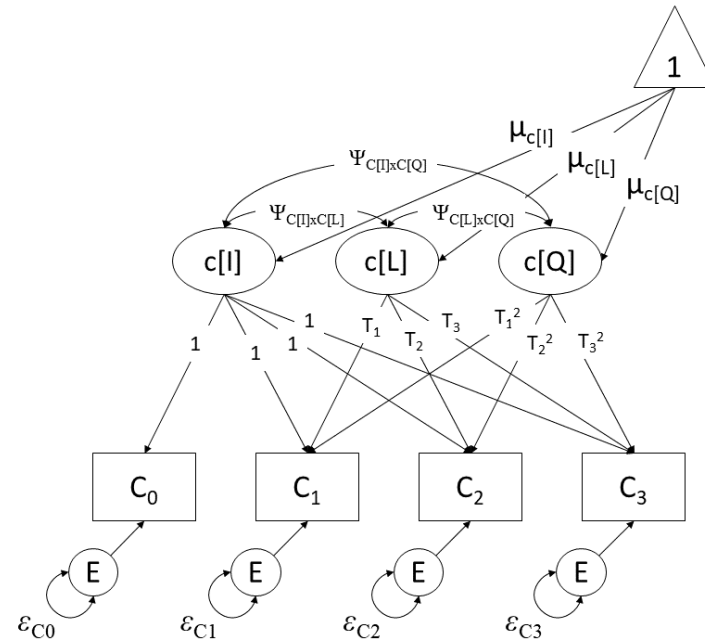 1
μc[I]
μc[L]
μc[Q]
ΨC[I]xC[Q]
ΨC[I]xC[L]
ΨC[L]xC[Q]
c[I]
c[L]
c[Q]
1
1
1
1
T₁
T₂
T₃
T₁²
T₂²
T₃²
C₀
C₁
C₂
C₃
E
E
E
E
εC0
εC1
εC2
εC3